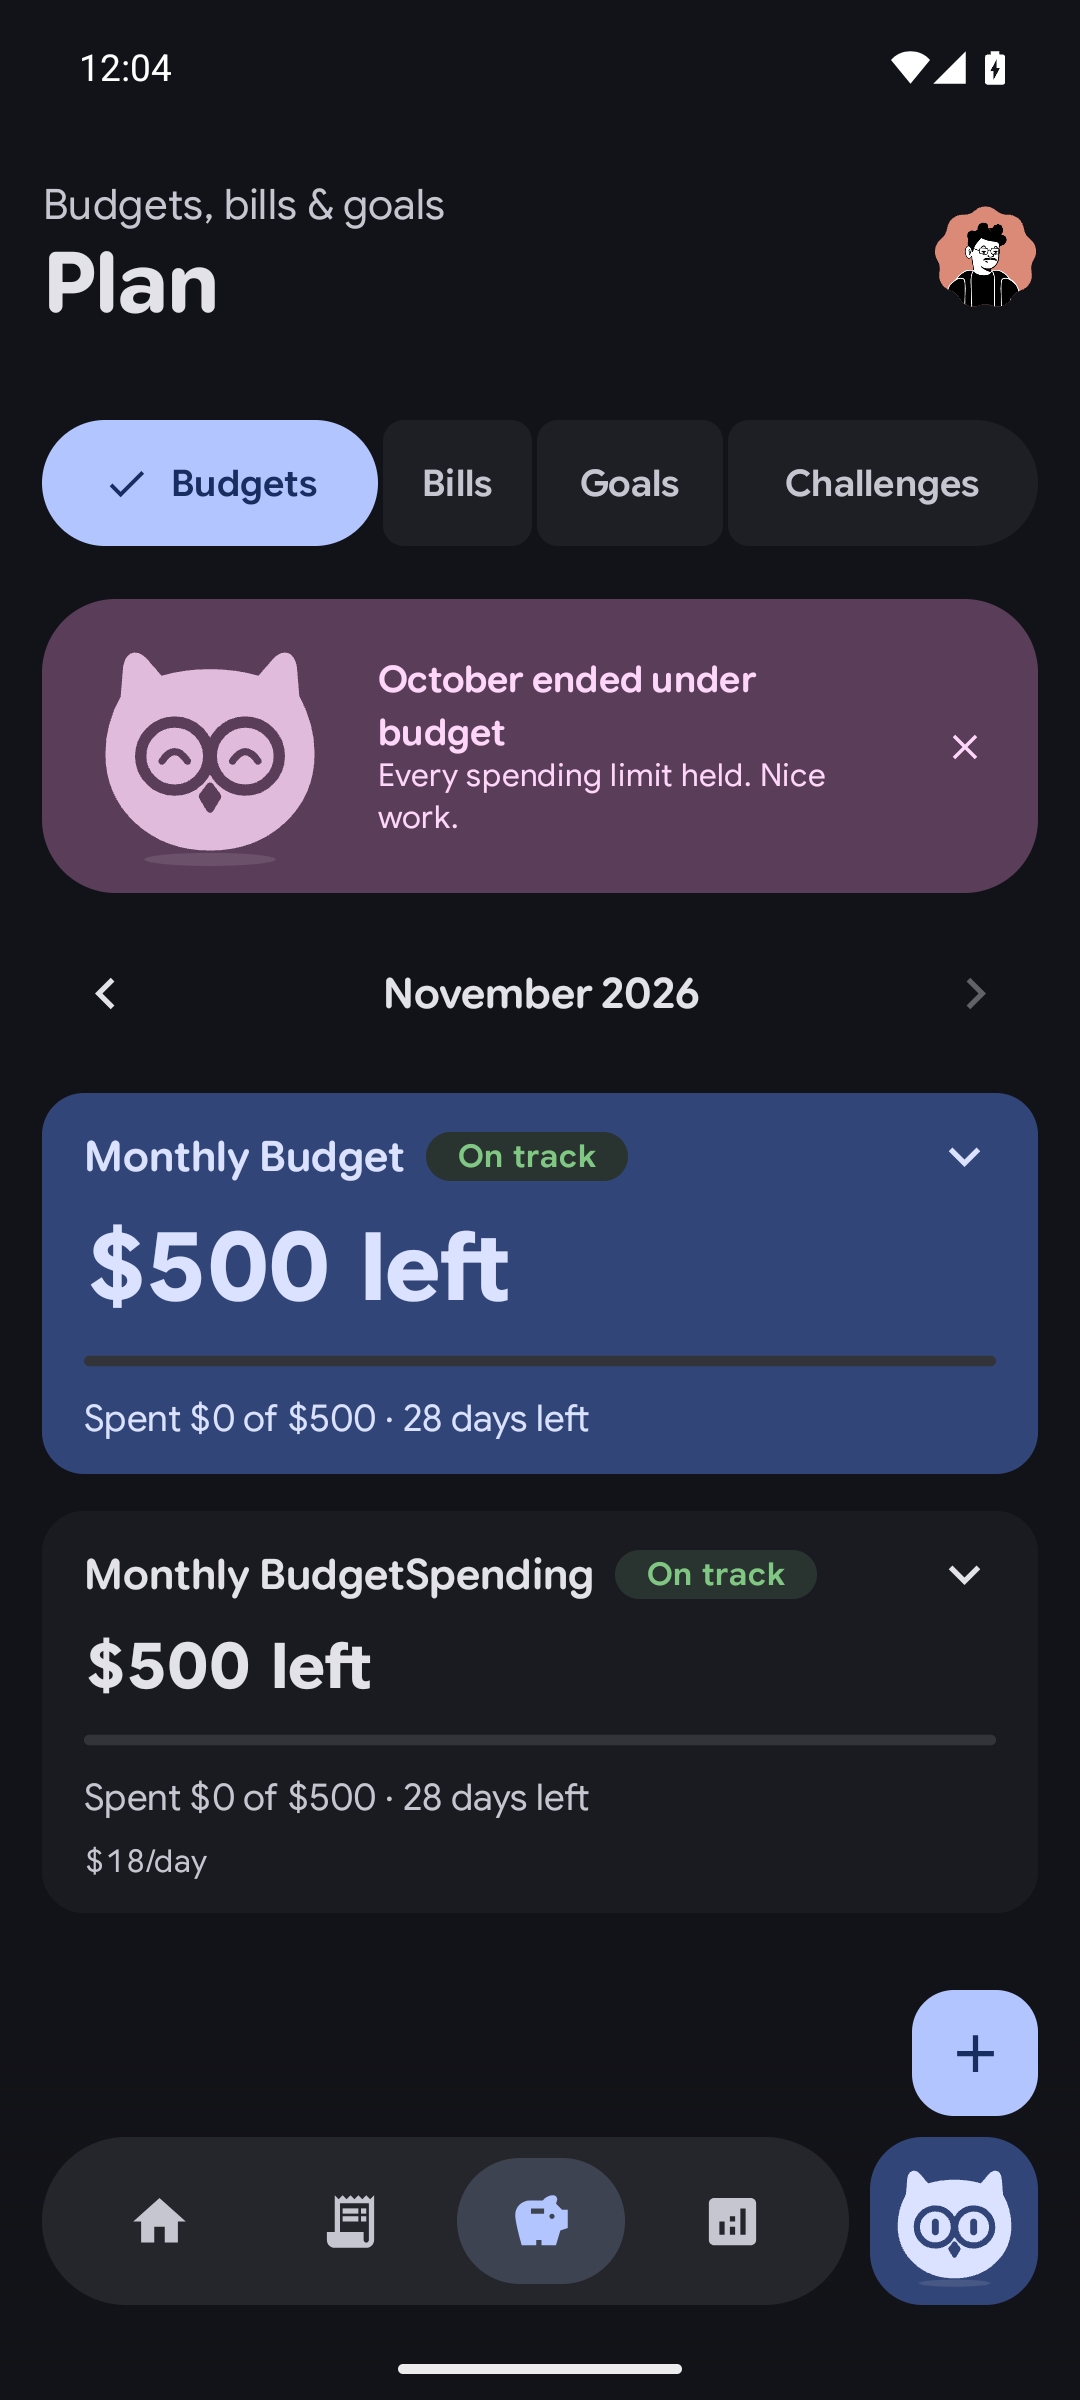 12:04
Budgets, bills & goals
Plan
Budgets
Bills
Goals
Challenges
October ended under
budget
Every spending limit held. Nice
work.
November 2026
Monthly Budget
On track
$500 left
Spent $0 of $500 · 28 days left
Monthly BudgetSpending
On track
$500 left
Spent $0 of $500 · 28 days left
$18/day